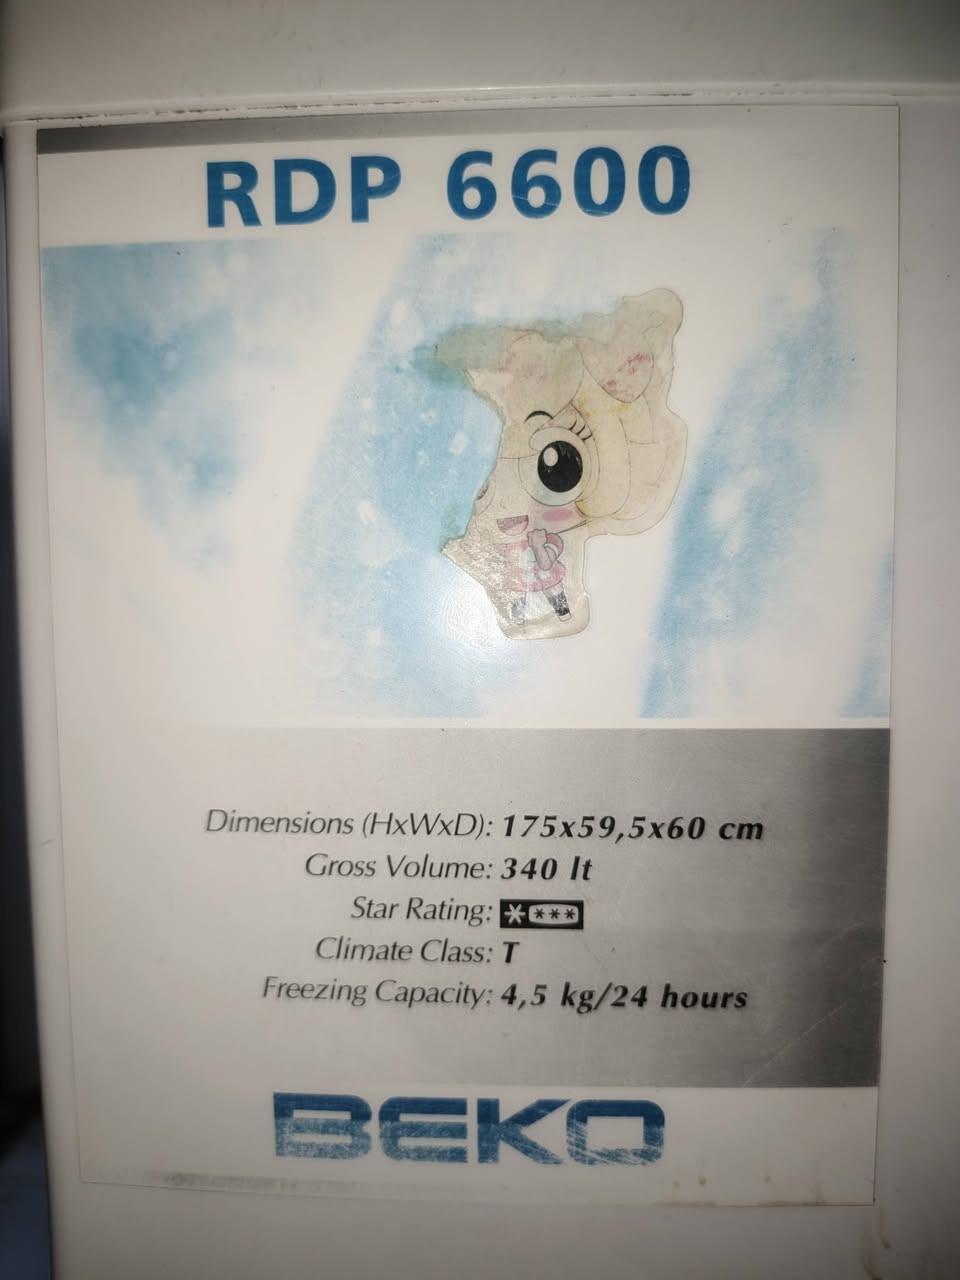 RDP 6600
Dimensions (HxWxD): 175x59,5x60 cm
Gross Volume: 340 lt
Star Rating: ****
Climate Class: T
Freezing Capacity: 4,5 kg/24 hours
BEKO